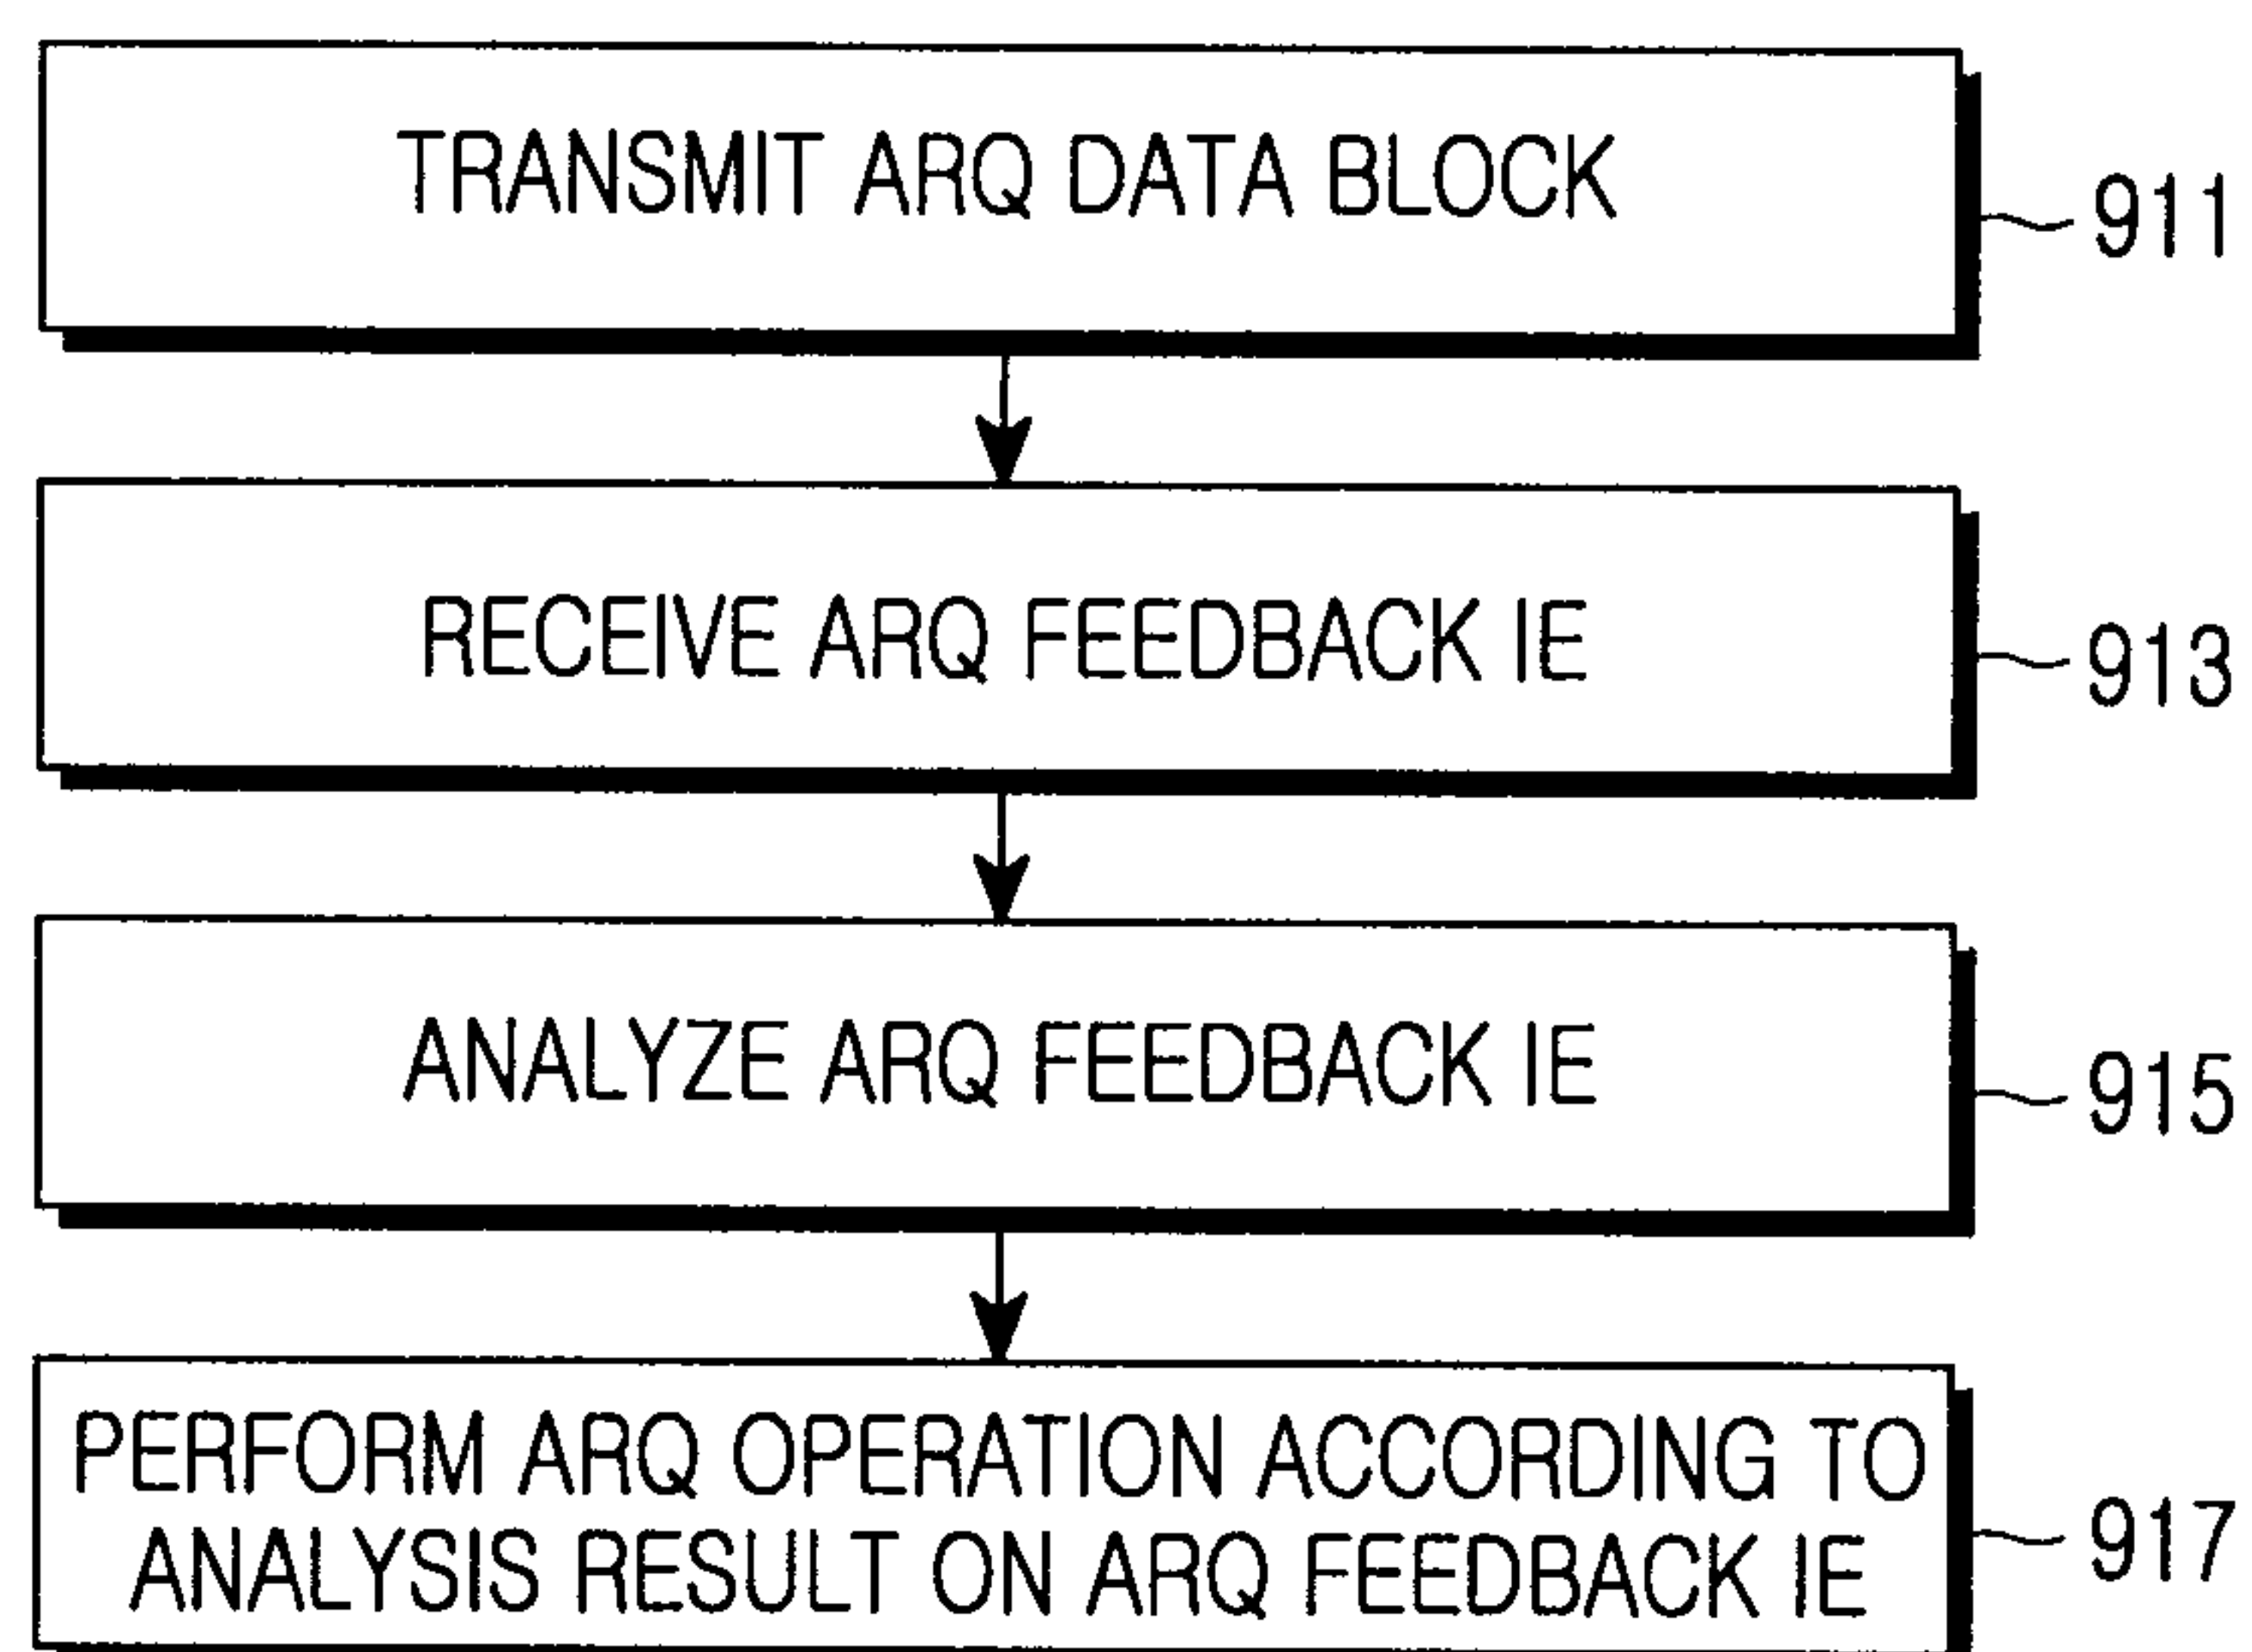 TRANSMIT ARQ DATA BLOCK
911
RECEIVE ARQ FEEDBACK IE
913
ANALYZE ARQ FEEDBACK IE
915
PERFORM ARQ OPERATION ACCORDING TO
ANALYSIS RESULT ON ARQ FEEDBACK IE
917